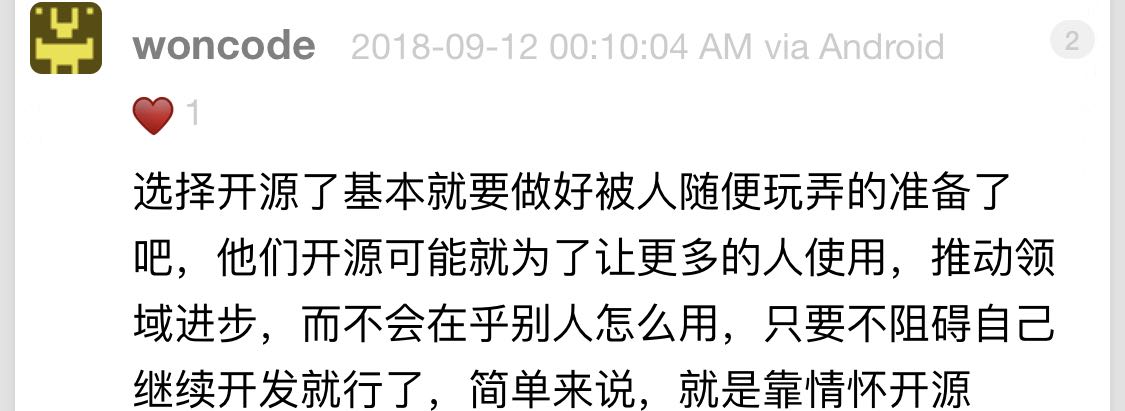 woncode 2018-09-12 00:10:04 AM via Android 2
1
选择开源了基本就要做好被人随便玩弄的准备了
吧，他们开源可能就为了让更多的人使用，推动领
域进步，而不会在乎别人怎么用，只要不阻碍自己
继续开发就行了，简单来说，就是靠情怀开源